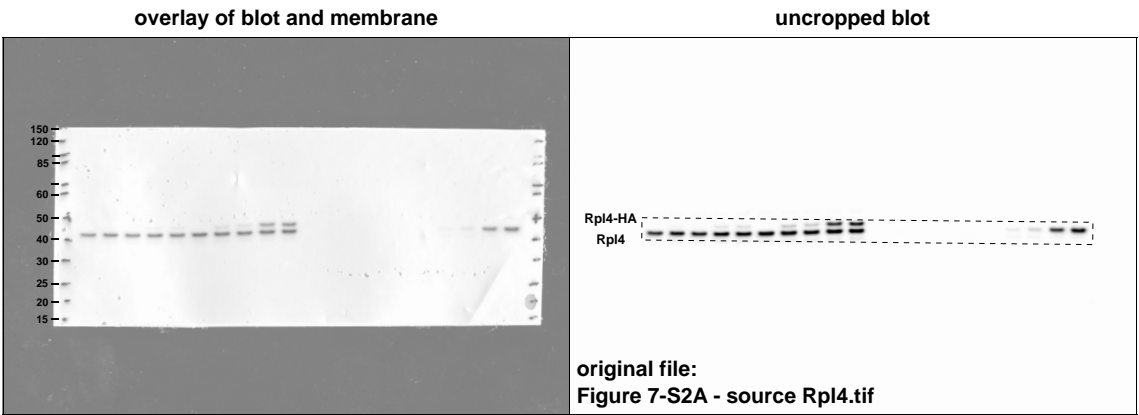 overlay of blot and membrane
uncropped blot
150
120
85
60
50
40
30
25
20
15
Rpl4-HA
Rpl4
original file:
Figure 7-S2A - source Rpl4.tif